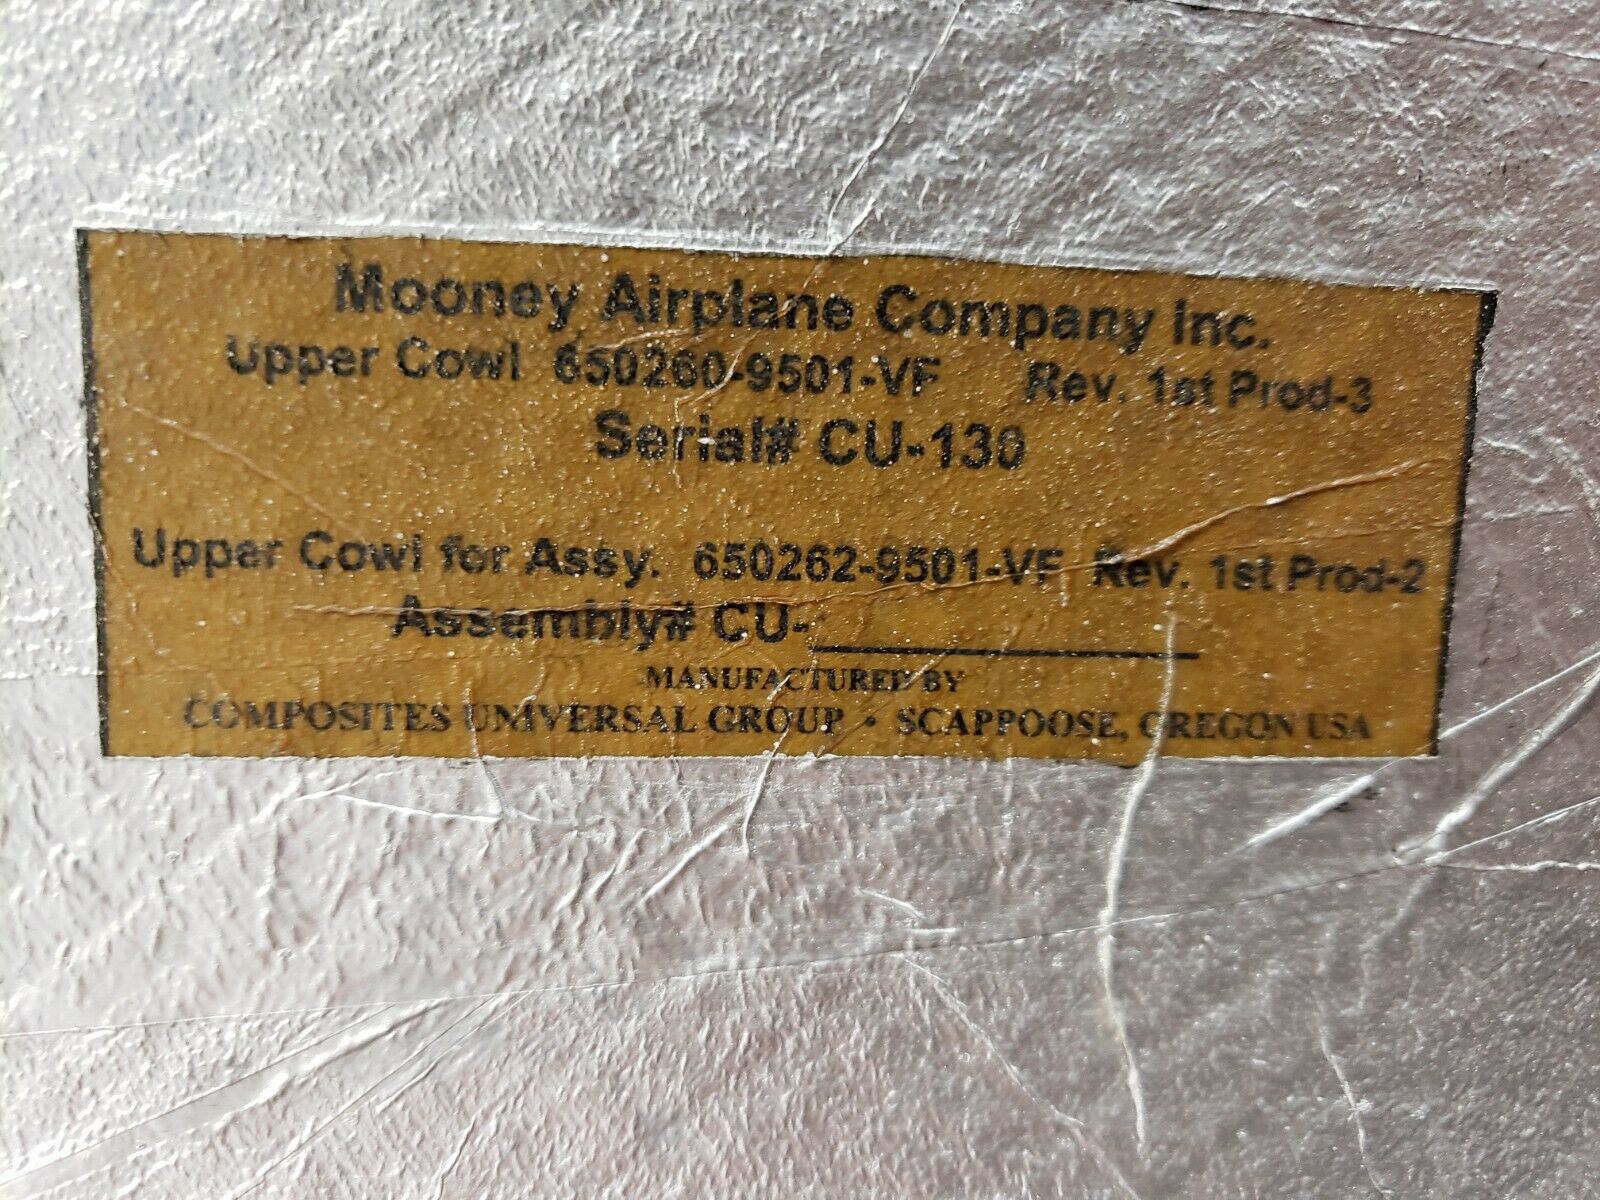 Mooney Airplane Company Inc.
Upper Cowl 650260-9501-VF Rev. 1st Prod-3
Serial# CU-130
Upper Cowl for Assy. 650262-9501-VF Rev. 1st Prod-2
Assembly# CU-____________
MANUFACTURED BY
COMPOSITES UNIVERSAL GROUP • SCAPPOOSE, OREGON USA